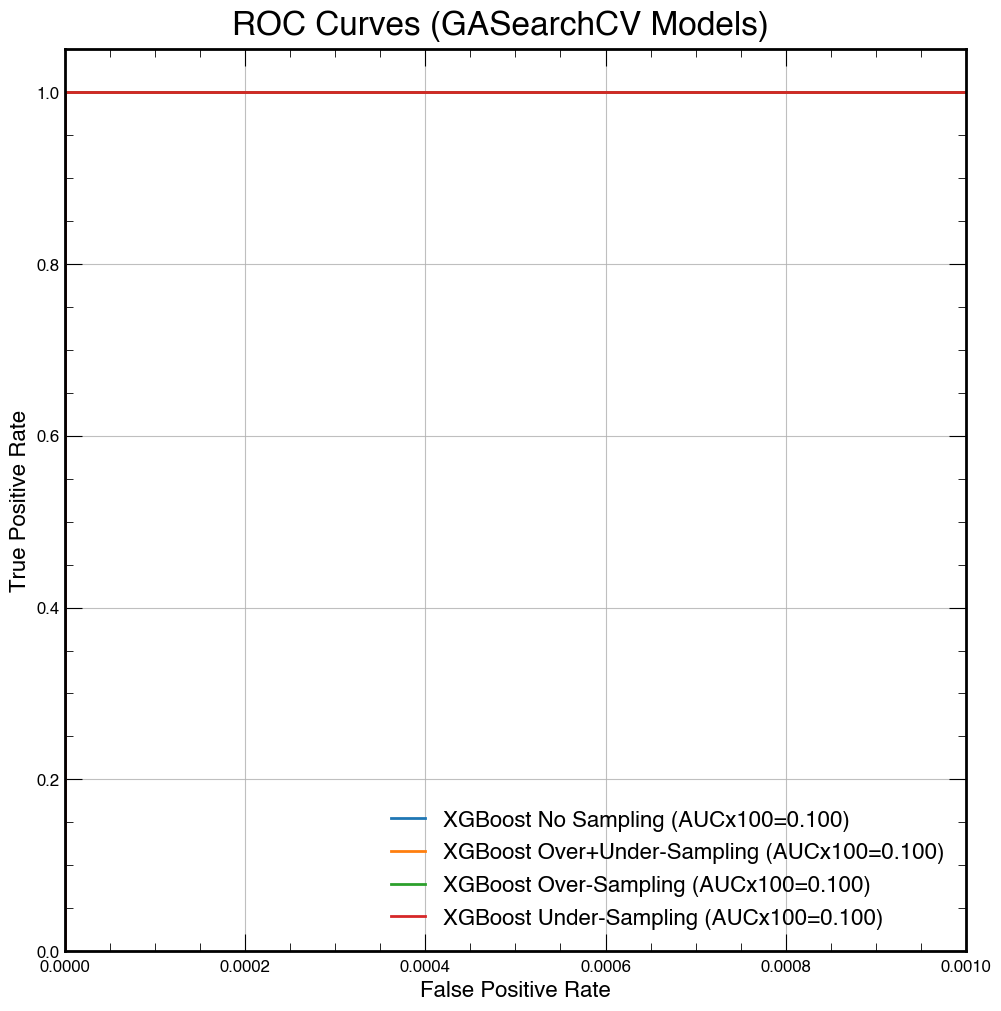 ROC Curves (GASearchCV Models)
1.0
0.8
0.6
0.4
0.2
0.0
True Positive Rate
XGBoost No Sampling (AUCx100=0.100)
XGBoost Over+Under-Sampling (AUCx100=0.100)
XGBoost Over-Sampling (AUCx100=0.100)
XGBoost Under-Sampling (AUCx100=0.100)
0.0000 0.0002 0.0004 0.0006 0.0008 0.0010
False Positive Rate